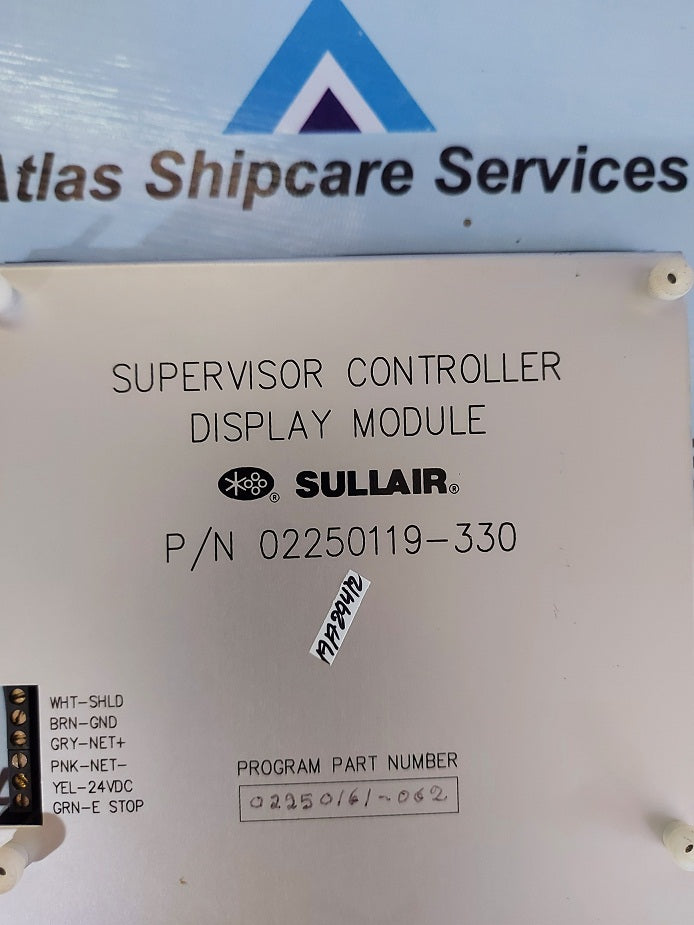 Atlas Shipcare Services
SUPERVISOR CONTROLLER
DISPLAY MODULE
® SULLAIR®
P/N 02250119-330
WHT-SHLD
BRN-GND
GRY-NET+
PNK-NET-
YEL-24VDC
GRN-E STOP
PROGRAM PART NUMBER
02250161-062